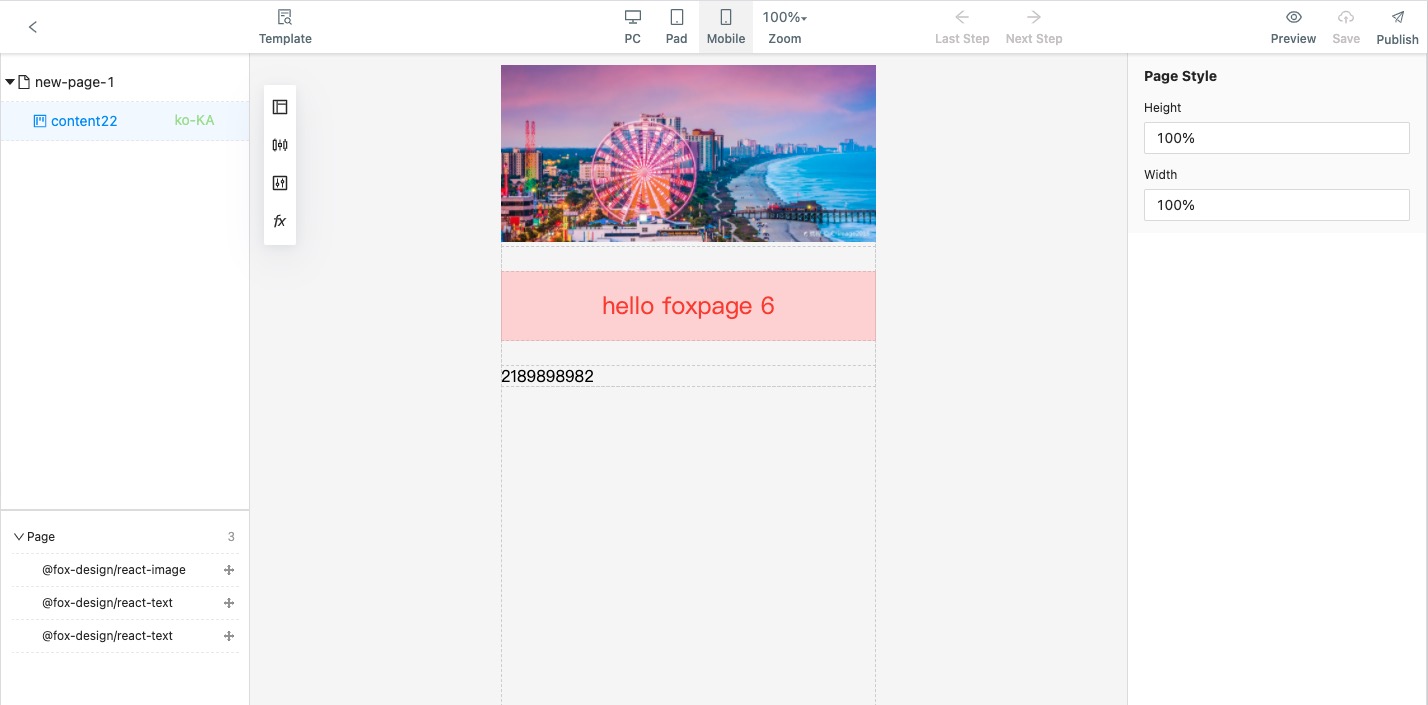 Template
PC
Pad
Mobile
100%
Zoom
Last Step
Next Step
Preview
Save
Publish
new-page-1
content22 ko-KA
fx
hello foxpage 6
2189898982
Page Style
Height
100%
Width
100%
Page 3
@fox-design/react-image
@fox-design/react-text
@fox-design/react-text